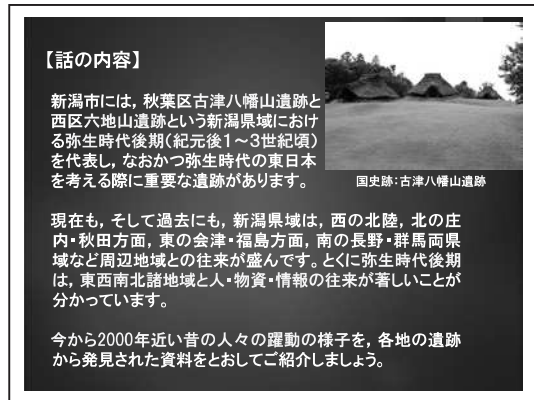 【話の内容】
新潟市には，秋葉区古津八幡山遺跡と
西区六地山遺跡という新潟県域におけ
る弥生時代後期（紀元後１～３世紀頃）
を代表し，なおかつ弥生時代の東日本
を考える際に重要な遺跡があります。
国史跡：古津八幡山遺跡
現在も，そして過去にも，新潟県域は，西の北陸，北の庄
内・秋田方面，東の会津・福島方面，南の長野・群馬両県
域など周辺地域との往来が盛んです。とくに弥生時代後期
は，東西南北諸地域と人・物資・情報の往来が著しいことが
分かっています。
今から2000年近い昔の人々の躍動の様子を，各地の遺跡
から発見された資料をとおしてご紹介しましょう。